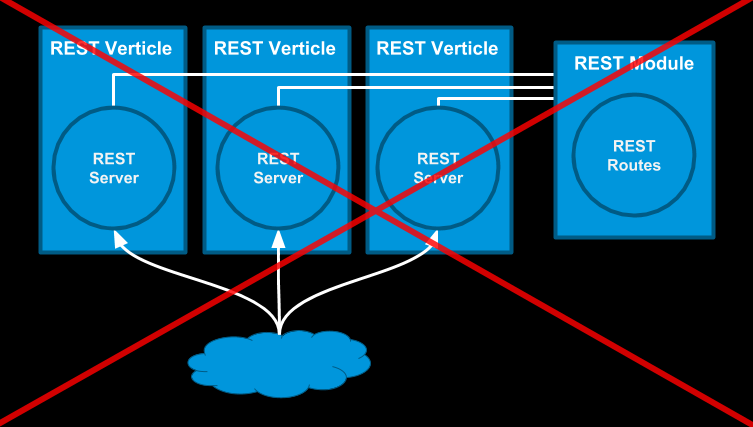 REST Verticle
REST Verticle
REST Verticle
REST Module
REST
Server
REST
Server
REST
Server
REST
Routes